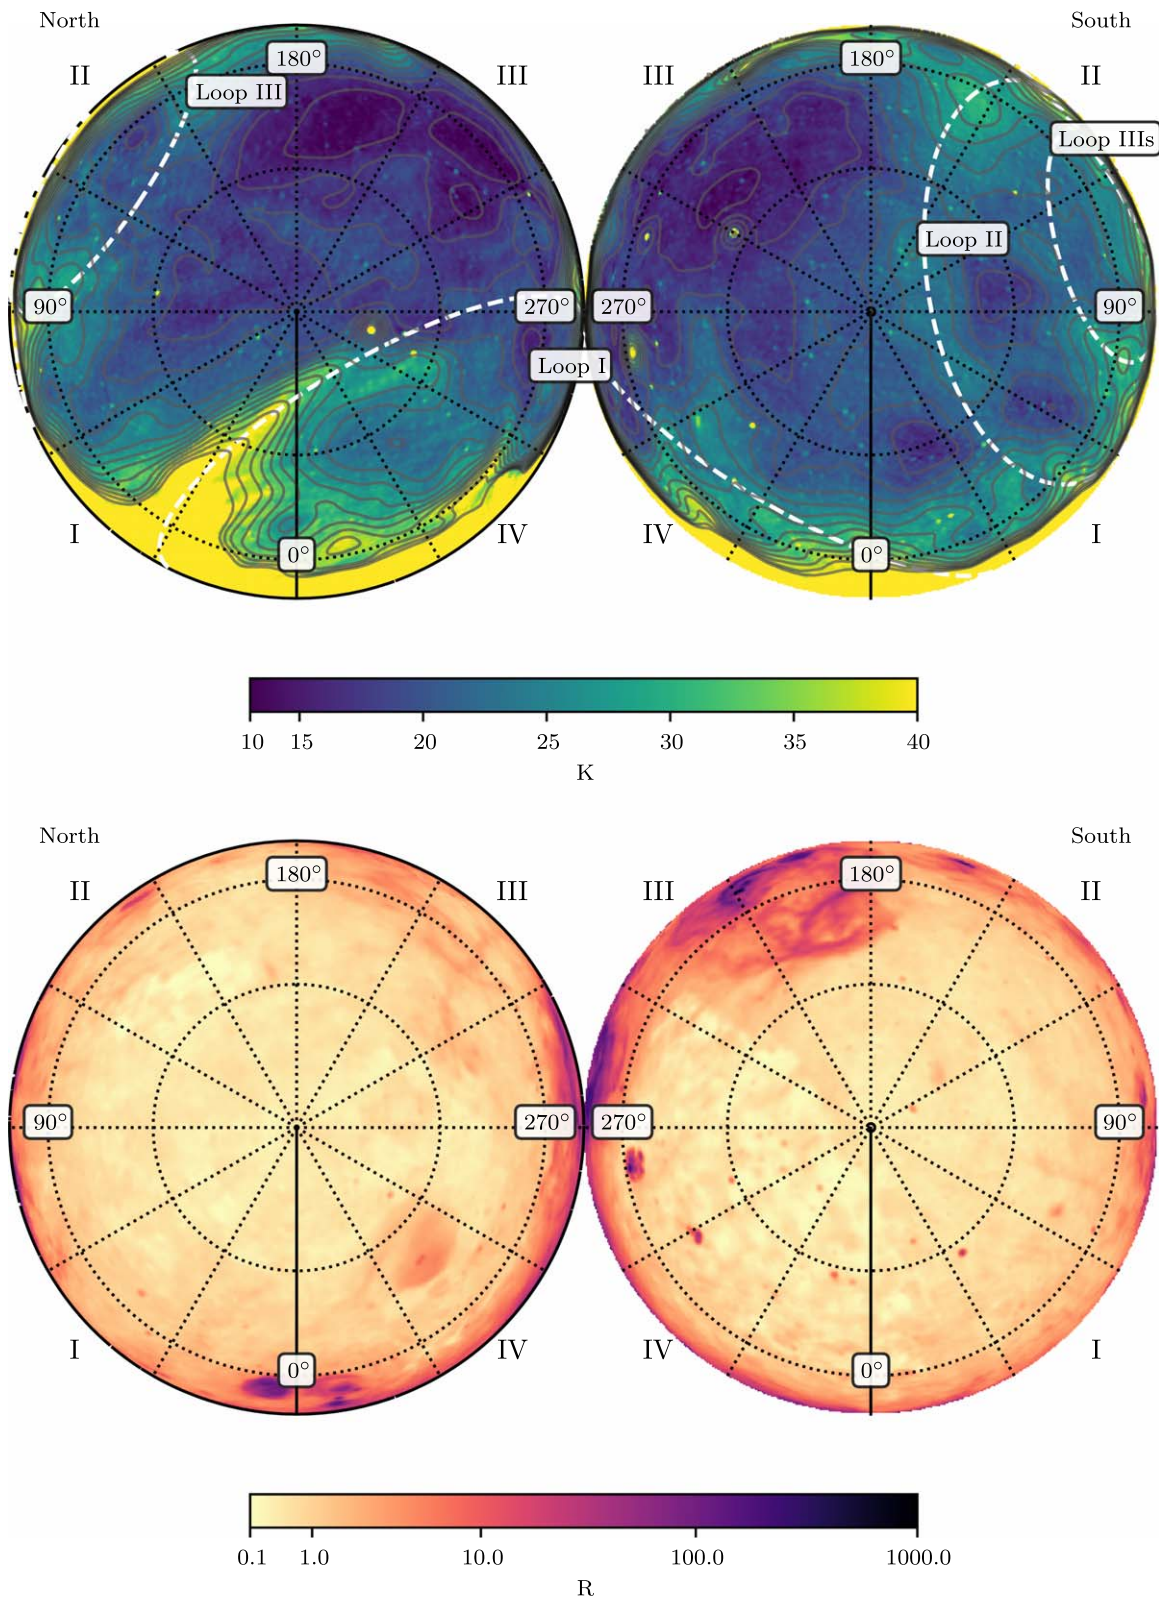 North
South
II
180°
III
III
180°
II
Loop III
Loop IIIs
Loop II
90°
270°
270°
90°
Loop I
I
0°
IV
IV
0°
I
10 15 20 25 30 35 40
K
North
South
II
180°
III
III
180°
II
90°
270°
270°
90°
I
0°
IV
IV
0°
I
0.1 1.0 10.0 100.0 1000.0
R